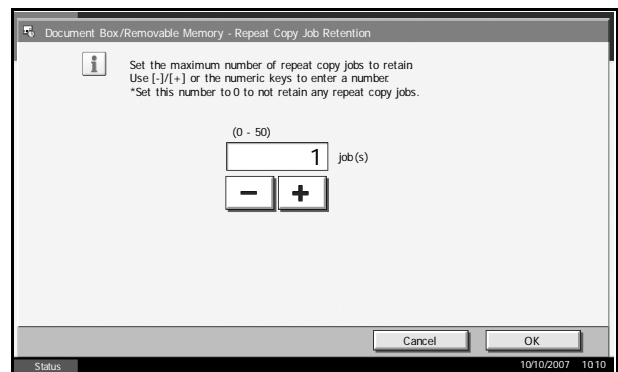 Document Box/Removable Memory - Repeat Copy Job Retention
Set the maximum number of repeat copy jobs to retain
Use [-]/[+] or the numeric keys to enter a number.
*Set this number to 0 to not retain any repeat copy jobs.
(0 - 50)
1 job(s)
- +
Cancel OK
Status 10/10/2007 10:10